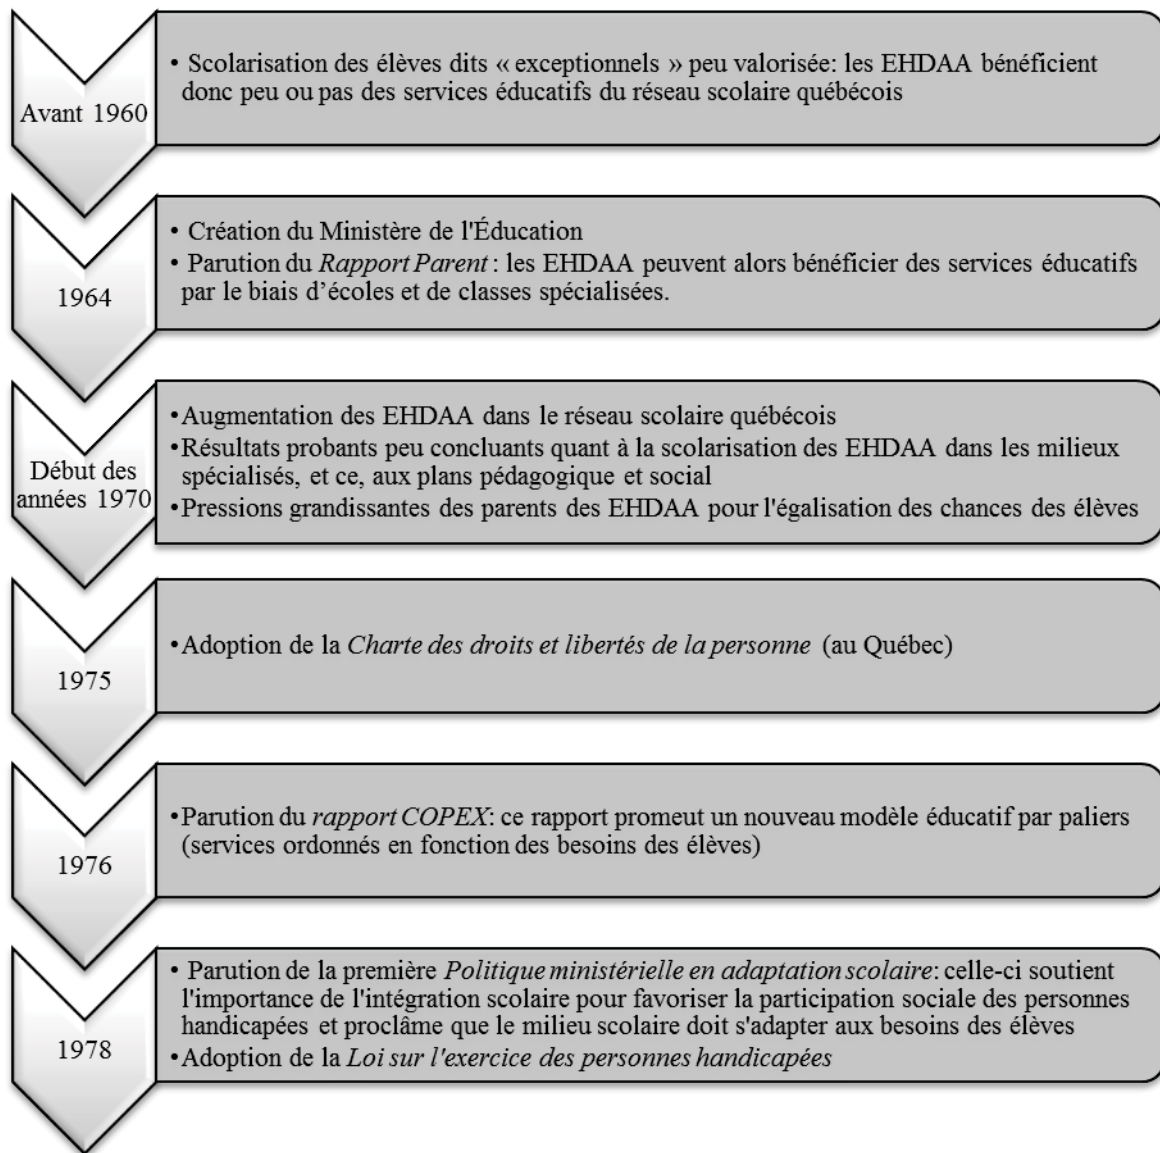 Avant 1960
• Scolarisation des élèves dits « exceptionnels » peu valorisée: les EHDAA bénéficient
donc peu ou pas des services éducatifs du réseau scolaire québécois
1964
• Création du Ministère de l'Éducation
• Parution du Rapport Parent : les EHDAA peuvent alors bénéficier des services éducatifs
par le biais d’écoles et de classes spécialisées.
Début des
années 1970
•Augmentation des EHDAA dans le réseau scolaire québécois
•Résultats probants peu concluants quant à la scolarisation des EHDAA dans les milieux
spécialisés, et ce, aux plans pédagogique et social
•Pressions grandissantes des parents des EHDAA pour l'égalisation des chances des élèves
1975
•Adoption de la Charte des droits et libertés de la personne (au Québec)
1976
•Parution du rapport COPEX: ce rapport promeut un nouveau modèle éducatif par paliers
(services ordonnés en fonction des besoins des élèves)
1978
• Parution de la première Politique ministérielle en adaptation scolaire: celle-ci soutient
l'importance de l'intégration scolaire pour favoriser la participation sociale des personnes
handicapées et proclâme que le milieu scolaire doit s'adapter aux besoins des élèves
•Adoption de la Loi sur l'exercice des personnes handicapées